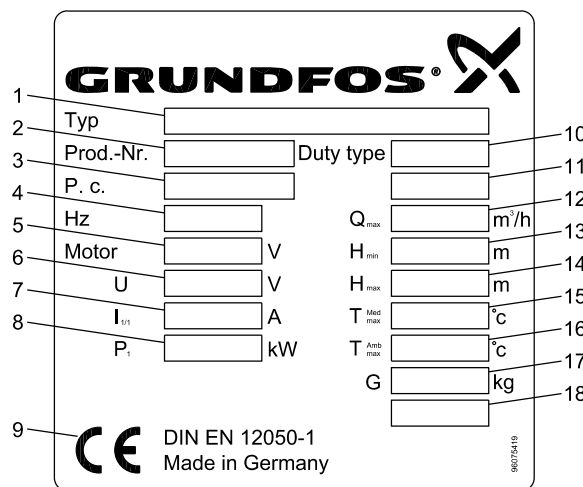 GRUNDFOS®
1
Typ
2
Prod.-Nr. Duty type 10
3
P. c. 11
4
Hz Qmax m³/h 12
5
Motor V Hmin m 13
6
U V Hmax m 14
7
I1/1 A TMedmax °c 15
8
P1 kW TAmbmax °c 16
G kg 17
18
9
CE DIN EN 12050-1
Made in Germany
96075419